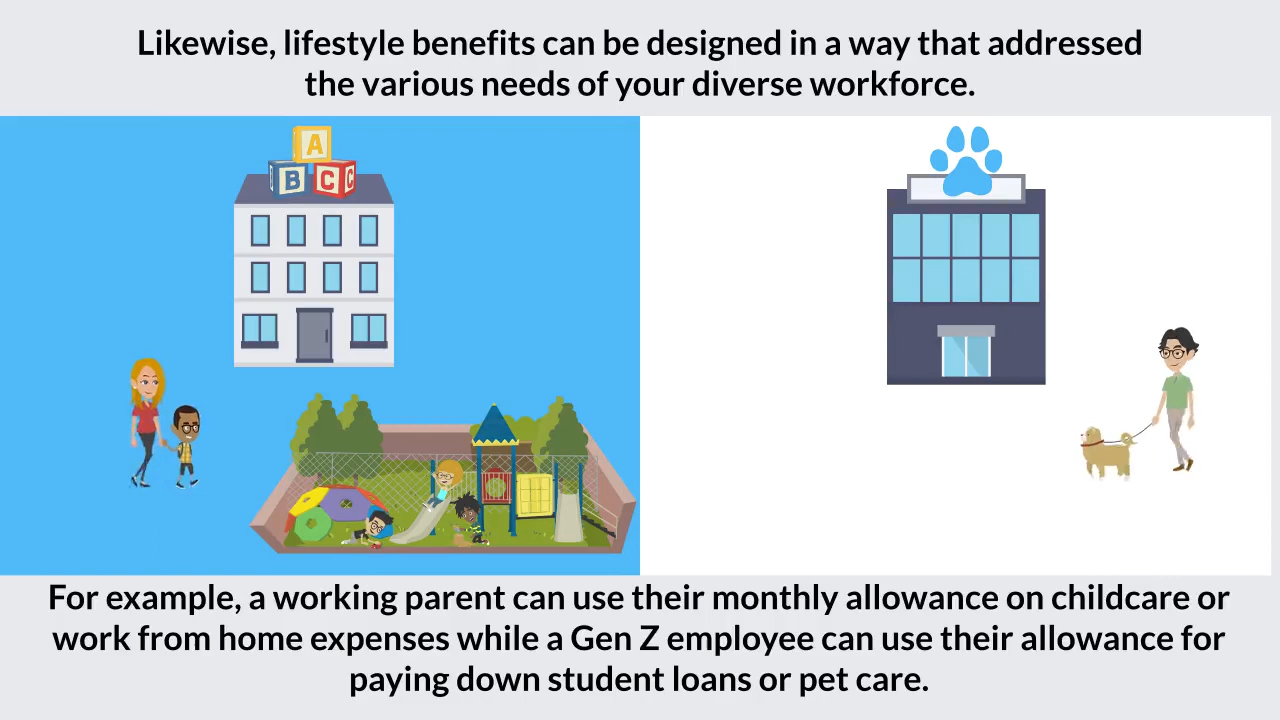 Likewise, lifestyle benefits can be designed in a way that addressed
the various needs of your diverse workforce.
A
B C C
For example, a working parent can use their monthly allowance on childcare or
work from home expenses while a Gen Z employee can use their allowance for
paying down student loans or pet care.